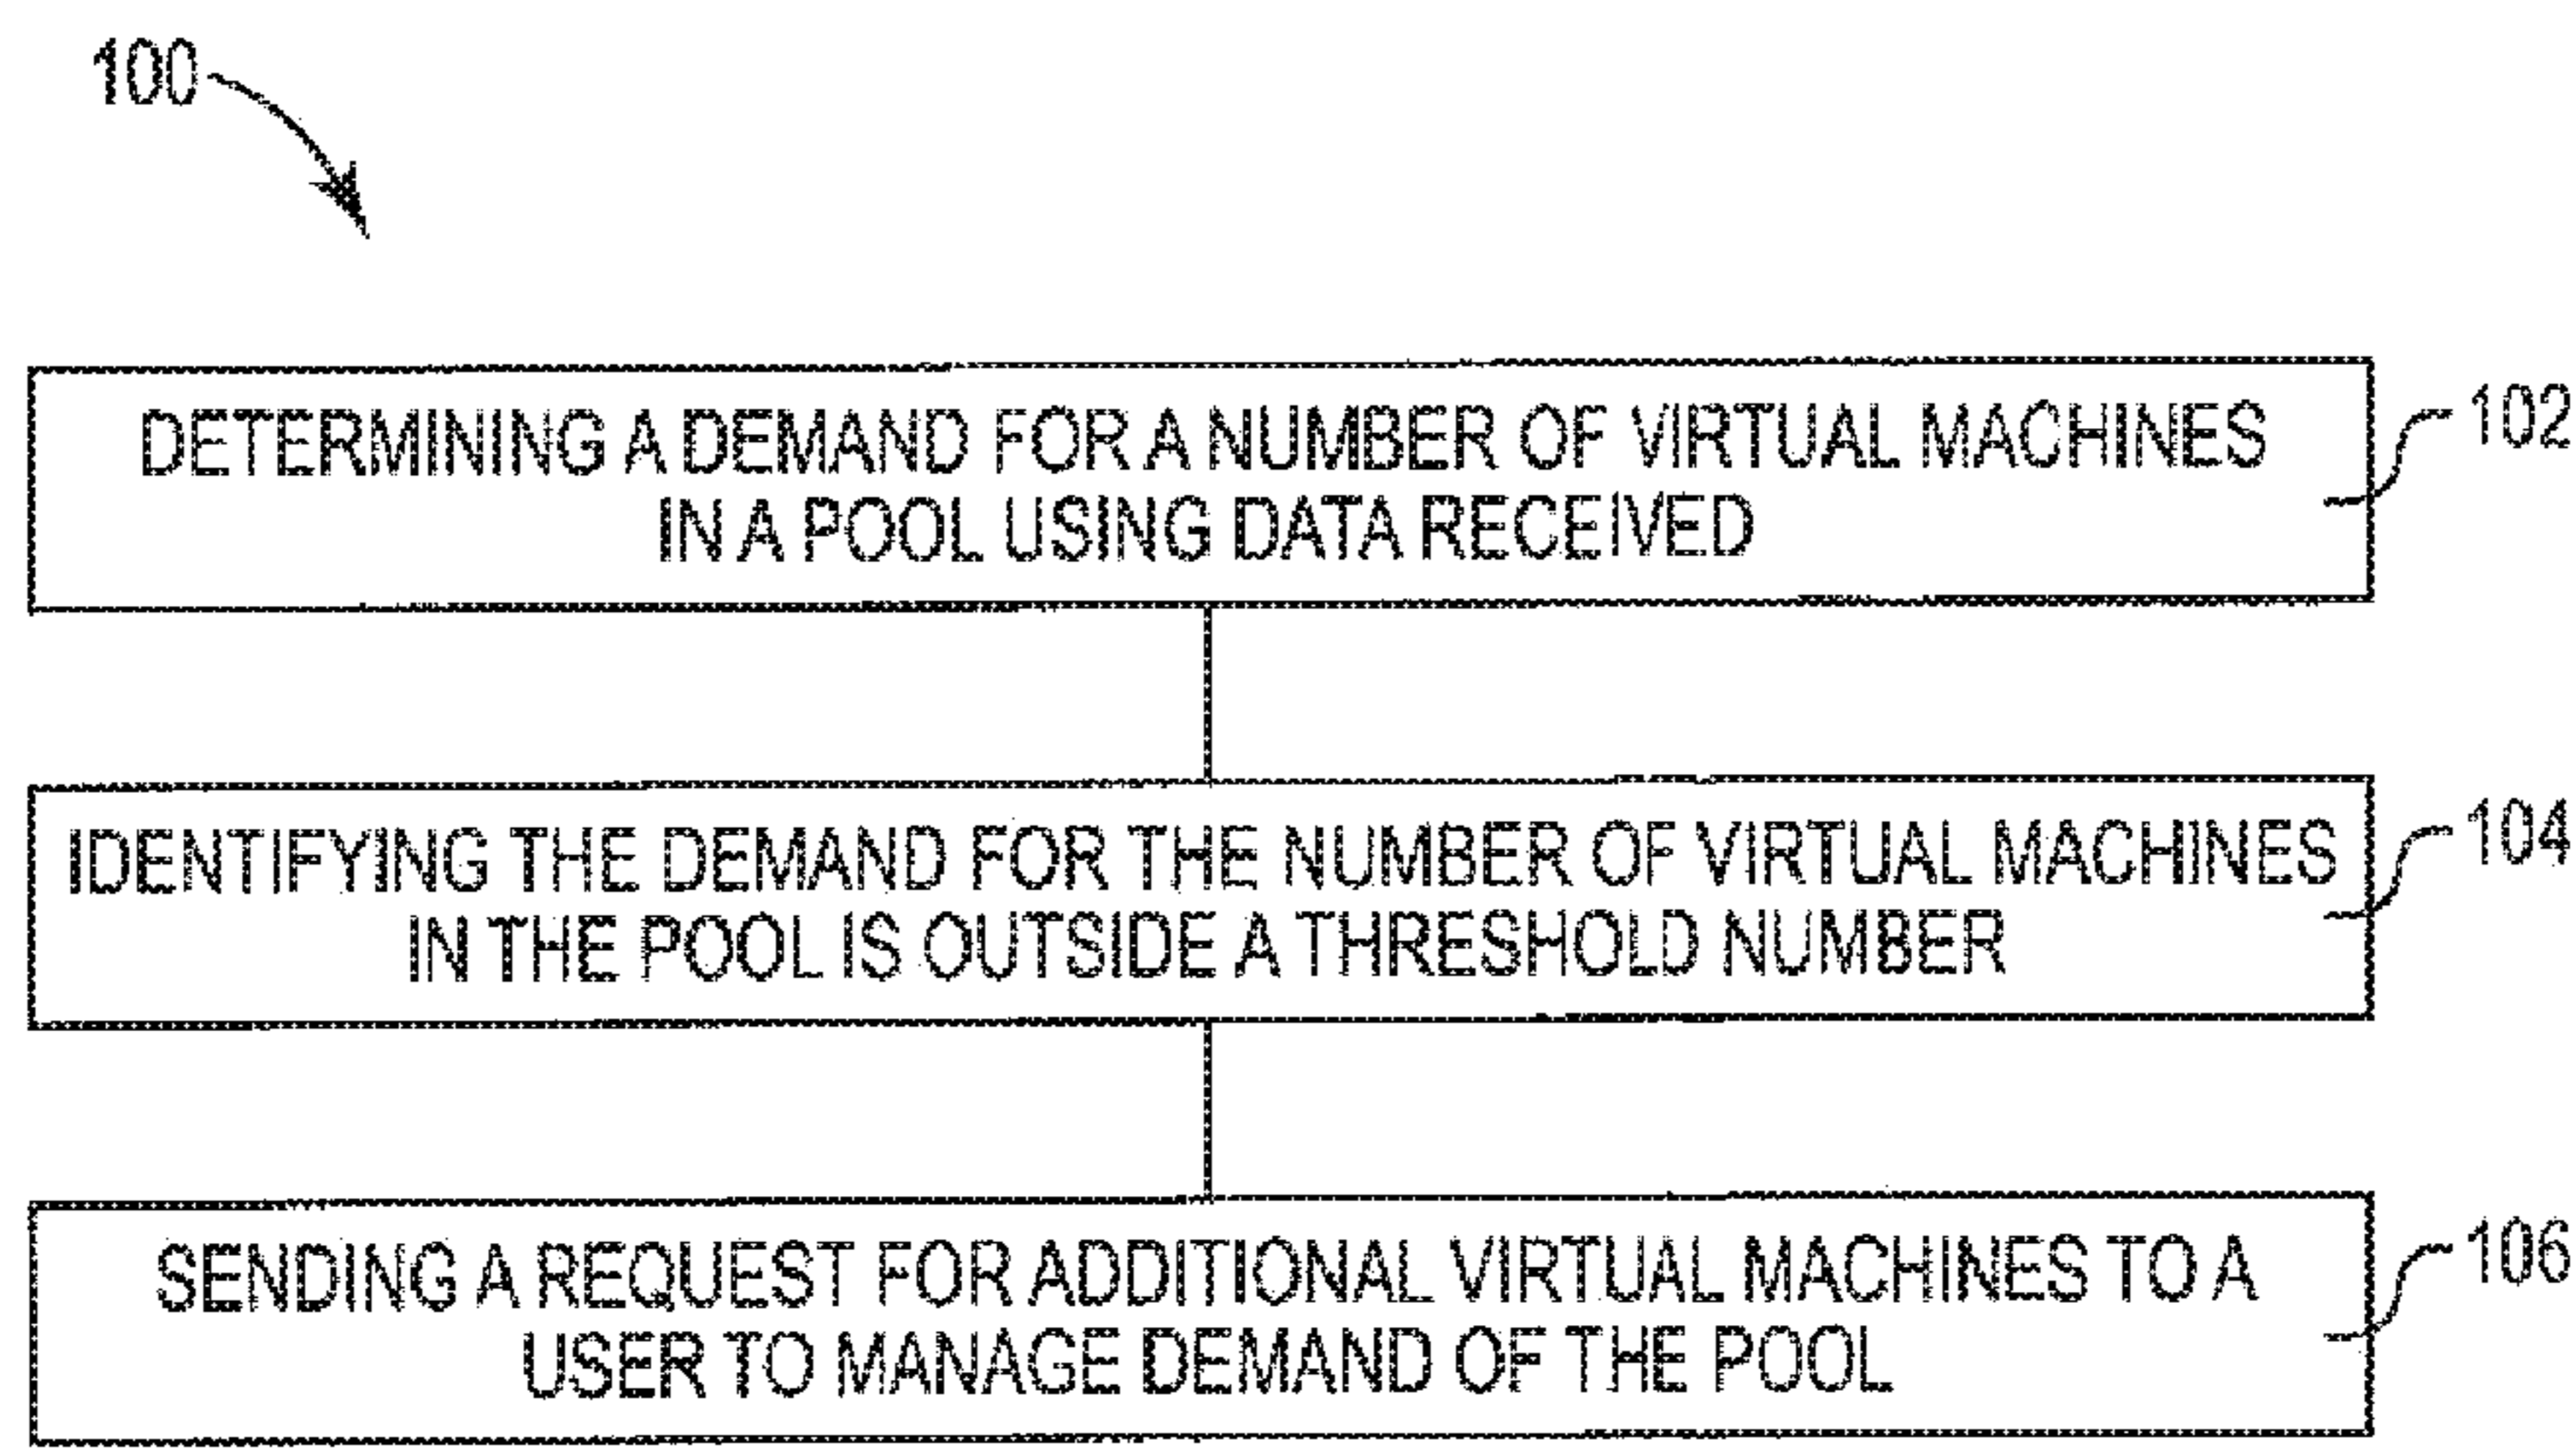 100
DETERMINING A DEMAND FOR A NUMBER OF VIRTUAL MACHINES
IN A POOL USING DATA RECEIVED
102
IDENTIFYING THE DEMAND FOR THE NUMBER OF VIRTUAL MACHINES
IN THE POOL IS OUTSIDE A THRESHOLD NUMBER
104
SENDING A REQUEST FOR ADDITIONAL VIRTUAL MACHINES TO A
USER TO MANAGE DEMAND OF THE POOL
106